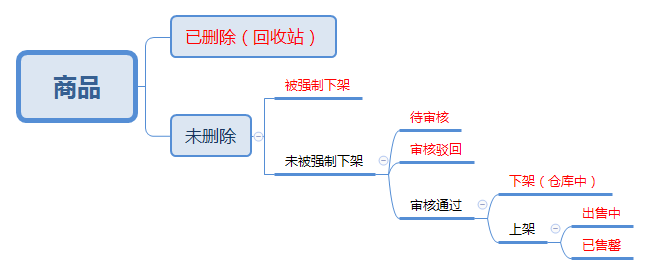 商品
已删除（回收站）
未删除
被强制下架
未被强制下架
待审核
审核驳回
审核通过
下架（仓库中）
上架
出售中
已售罄